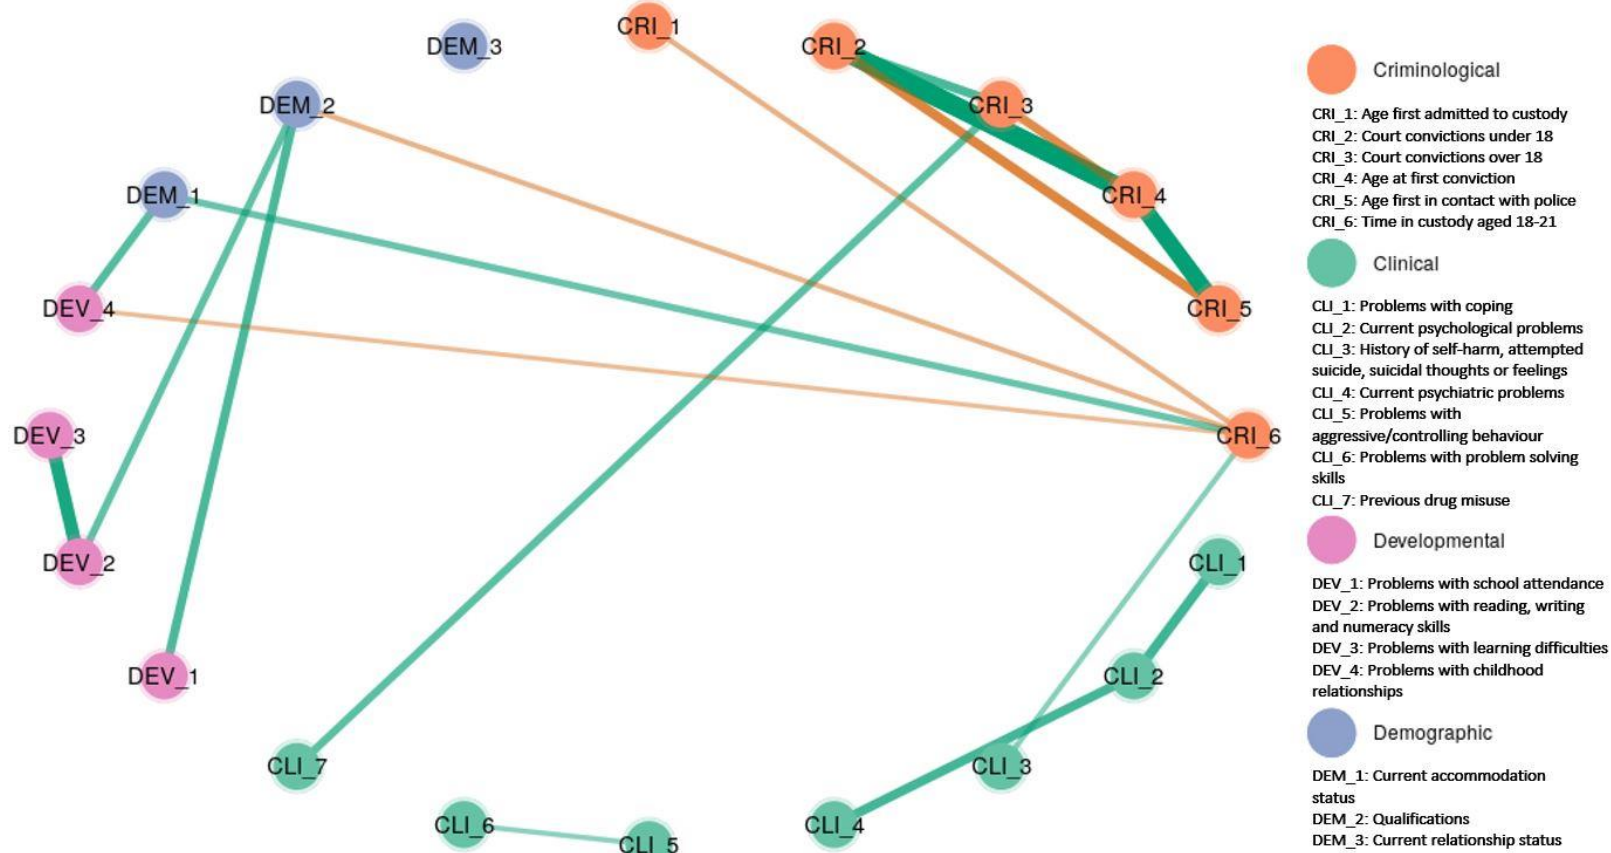 CRI_1
DEM_3
CRI_2
Criminological
DEM_2
CRI_3
CRI_1: Age first admitted to custody
CRI_2: Court convictions under 18
CRI_3: Court convictions over 18
CRI_4: Age at first conviction
CRI_5: Age first in contact with police
CRI_6: Time in custody aged 18-21
DEM_1
CRI_4
Clinical
DEV_4
CRI_5
CLI_1: Problems with coping
CLI_2: Current psychological problems
CLI_3: History of self-harm, attempted
suicide, suicidal thoughts or feelings
CLI_4: Current psychiatric problems
CLI_5: Problems with
aggressive/controlling behaviour
CLI_6: Problems with problem solving
skills
CLI_7: Previous drug misuse
DEV_3
CRI_6
DEV_2
CLI_1
Developmental
DEV_1: Problems with school attendance
DEV_2: Problems with reading, writing
and numeracy skills
DEV_3: Problems with learning difficulties
DEV_4: Problems with childhood
relationships
DEV_1
CLI_2
Demographic
CLI_7
CLI_3
DEM_1: Current accommodation
status
DEM_2: Qualifications
DEM_3: Current relationship status
CLI_6
CLI_5
CLI_4